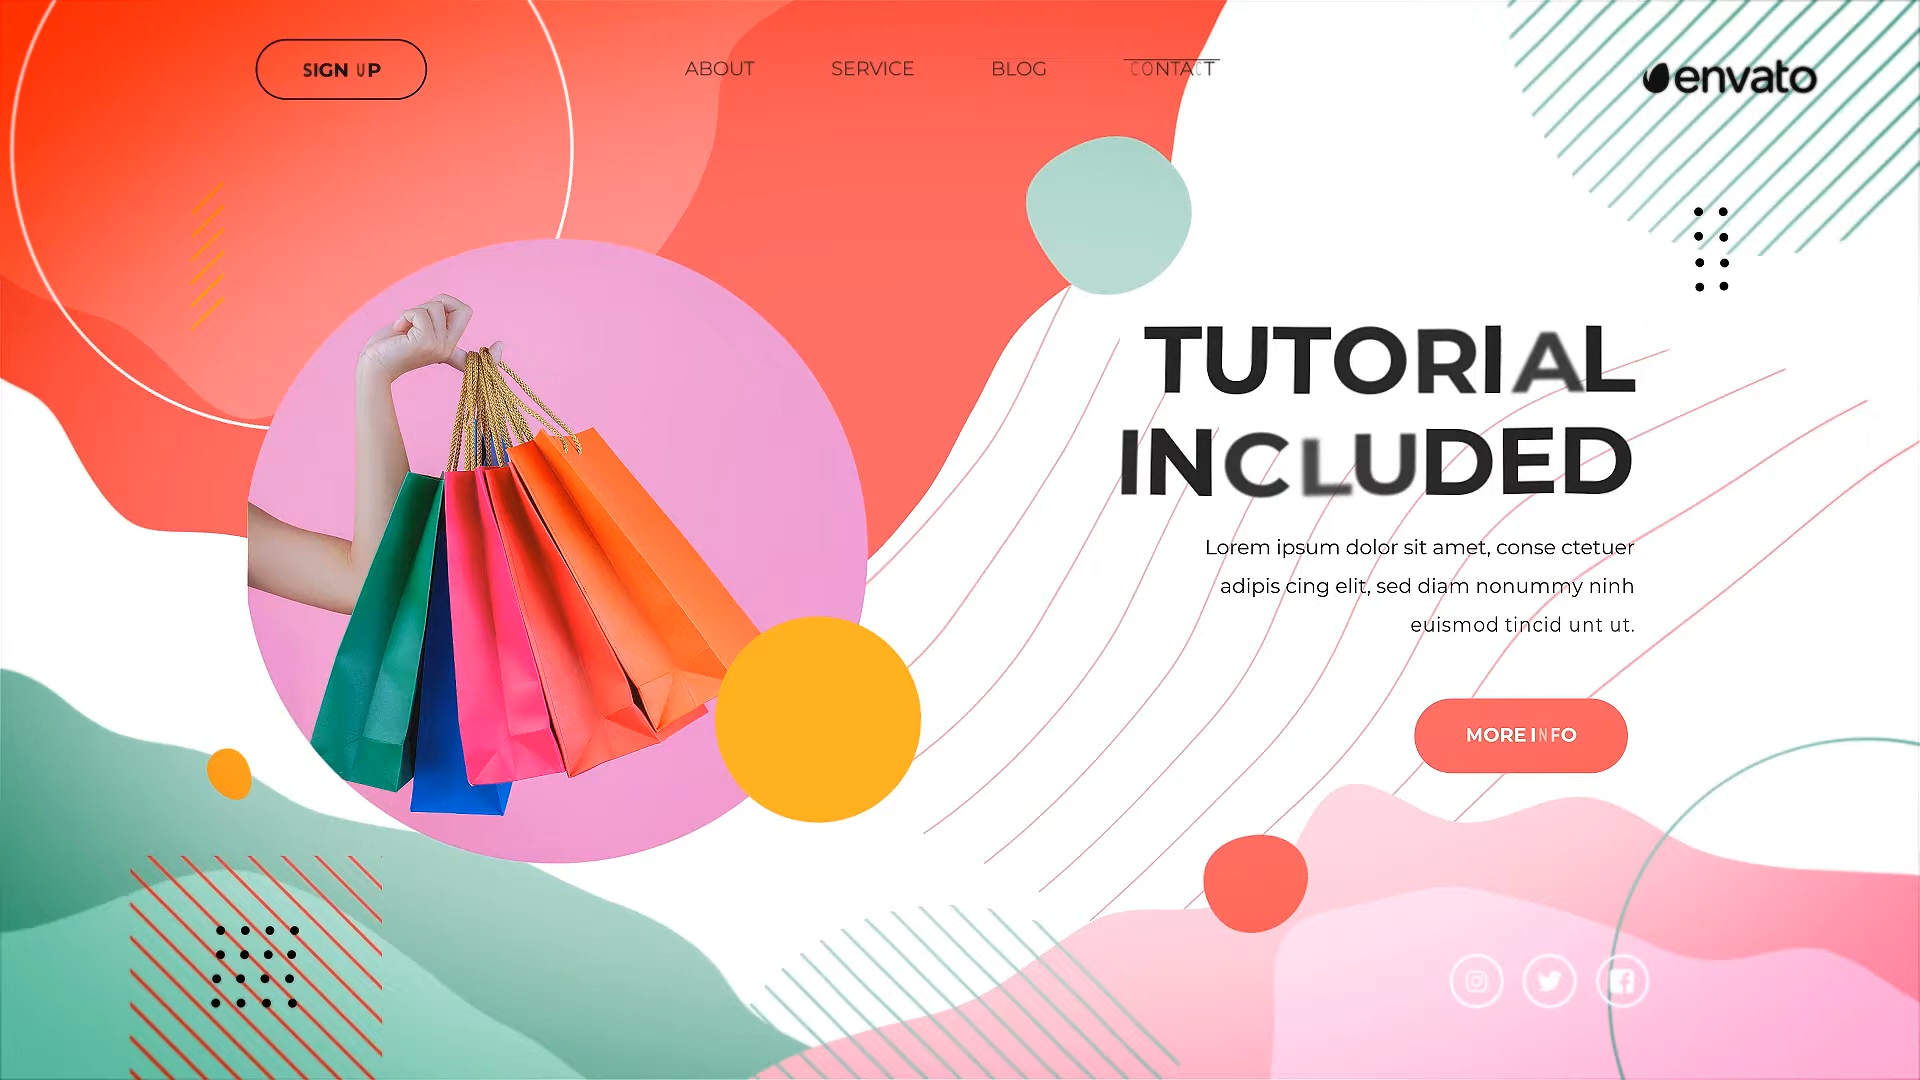 SIGN UP
ABOUT
SERVICE
BLOG
CONTACT
envato
TUTORIAL
INCLUDED
Lorem ipsum dolor sit amet, conse ctetuer
adipis cing elit, sed diam nonummy ninh
euismod tincid unt ut.
MORE INFO